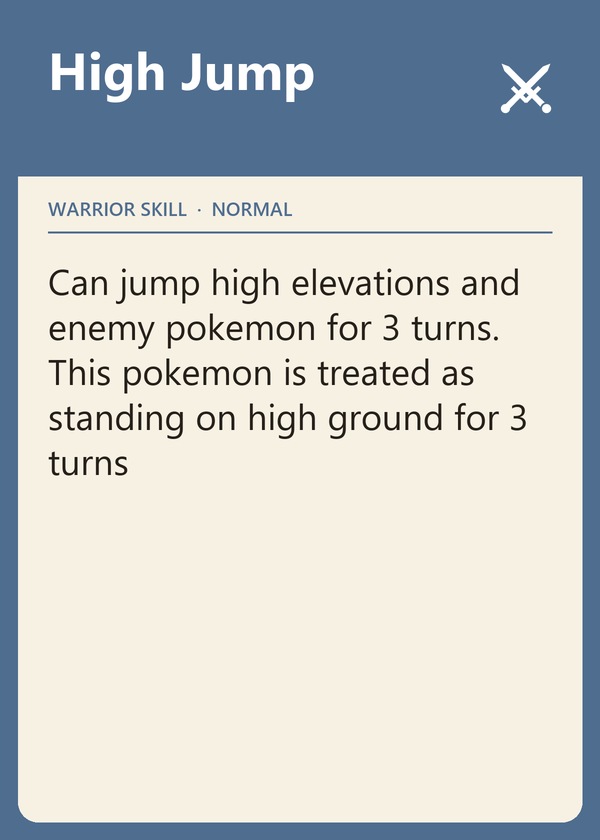 High Jump
WARRIOR SKILL · NORMAL
Can jump high elevations and
enemy pokemon for 3 turns.
This pokemon is treated as
standing on high ground for 3
turns